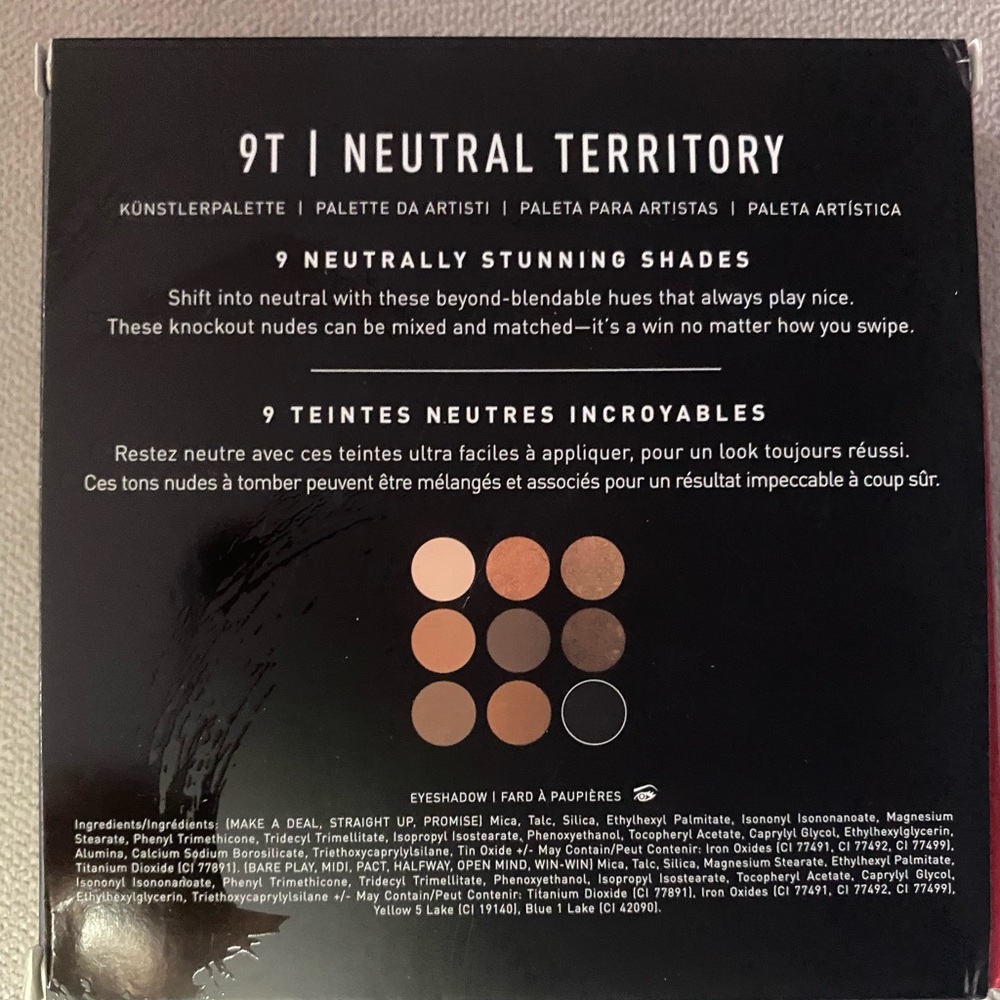 9T | NEUTRAL TERRITORY
KÜNSTLERPALETTE | PALETTE DA ARTISTI | PALETA PARA ARTISTAS | PALETA ARTÍSTICA
9 NEUTRALLY STUNNING SHADES
Shift into neutral with these beyond-blendable hues that always play nice.
These knockout nudes can be mixed and matched—it's a win no matter how you swipe.
9 TEINTES NEUTRES INCROYABLES
Restez neutre avec ces teintes ultra faciles à appliquer, pour un look toujours réussi.
Ces tons nudes à tomber peuvent être mélangés et associés pour un résultat impeccable à coup sûr.
EYESHADOW | FARD À PAUPIÈRES
Ingredients/Ingrédients: (MAKE A DEAL, STRAIGHT UP, PROMISE) Mica, Talc, Silica, Ethylhexyl Palmitate, Isononyl Isononanoate, Magnesium
Stearate, Phenyl Trimethicone, Tridecyl Trimellitate, Isopropyl Isostearate, Phenoxyethanol, Tocopheryl Acetate, Caprylyl Glycol, Ethylhexylglycerin,
Alumina, Calcium Sodium Borosilicate, Triethoxycaprylylsilane, Tin Oxide +/- May Contain/Peut Contenir: Iron Oxides (CI 77491, CI 77492, CI 77499),
Titanium Dioxide (CI 77891). (BARE PLAY, MIDI, PACT, HALFWAY, OPEN MIND, WIN-WIN) Mica, Talc, Silica, Magnesium Stearate, Ethylhexyl Palmitate,
Isononyl Isononanoate, Phenyl Trimethicone, Tridecyl Trimellitate, Phenoxyethanol, Isopropyl Isostearate, Tocopheryl Acetate, Caprylyl Glycol,
Ethylhexylglycerin, Triethoxycaprylylsilane +/- May Contain/Peut Contenir: Titanium Dioxide (CI 77891), Iron Oxides (CI 77491, CI 77492, CI 77499),
Yellow 5 Lake (CI 19140), Blue 1 Lake (CI 42090).